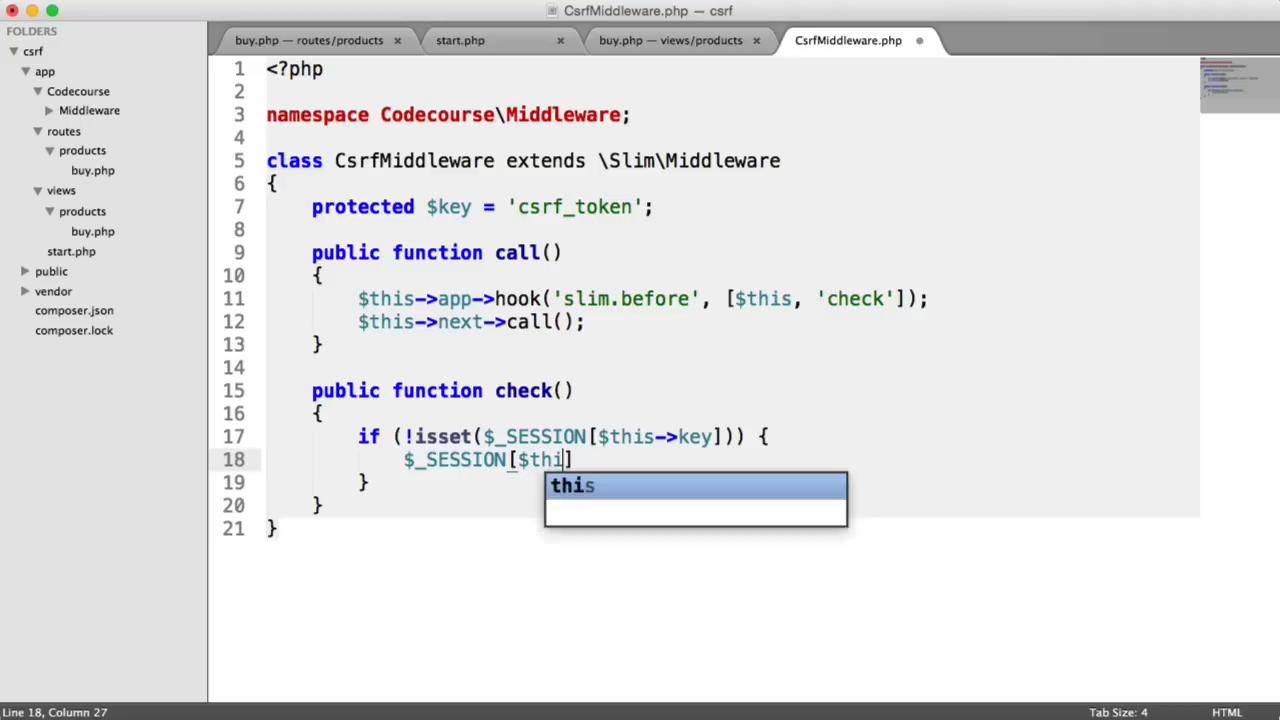 CsrfMiddleware.php — csrf
FOLDERS
csrf
app
Codecourse
Middleware
routes
products
buy.php
views
products
buy.php
start.php
public
vendor
composer.json
composer.lock
buy.php — routes/products ×
start.php ×
buy.php — views/products ×
CsrfMiddleware.php
1 <?php
2
3 namespace Codecourse\Middleware;
4
5 class CsrfMiddleware extends \Slim\Middleware
6 {
7 protected $key = 'csrf_token';
8
9 public function call()
10 {
11 $this->app->hook('slim.before', [$this, 'check']);
12 $this->next->call();
13 }
14
15 public function check()
16 {
17 if (!isset($_SESSION[$this->key])) {
18 $_SESSION[$thi]
this
19 }
20 }
21 }
Line 18, Column 27
Tab Size: 4
HTML